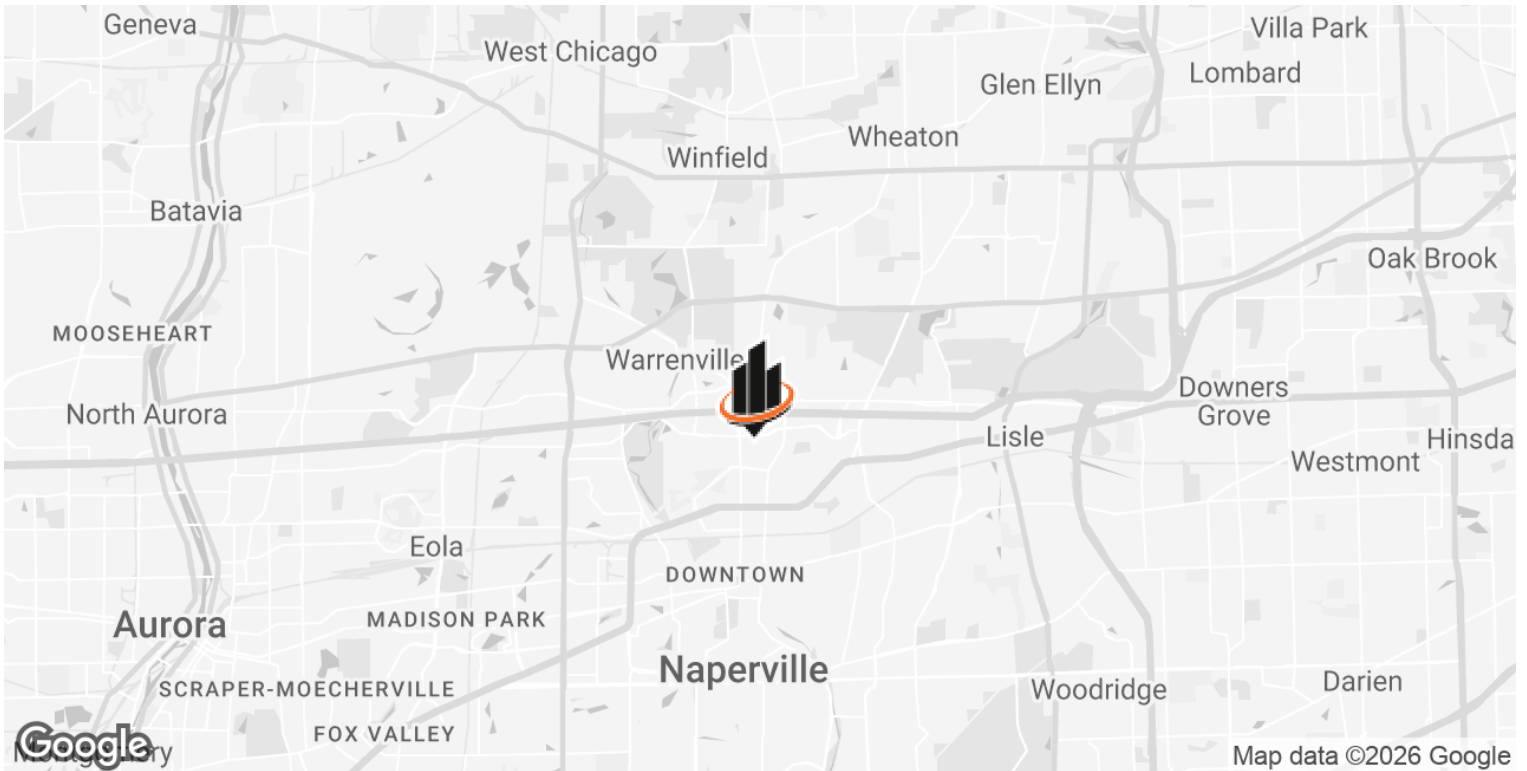 Geneva
Villa Park
West Chicago
Lombard
Glen Ellyn
Wheaton
Winfield
Batavia
Oak Brook
MOOSEHEART
Warrenville
Downers
Grove
North Aurora
Lisle
Hinsda
Westmont
Eola
DOWNTOWN
MADISON PARK
Aurora
Naperville
SCRAPER-MOECHERVILLE
Woodridge
Darien
FOX VALLEY
Google
Montgomery
Map data ©2026 Google